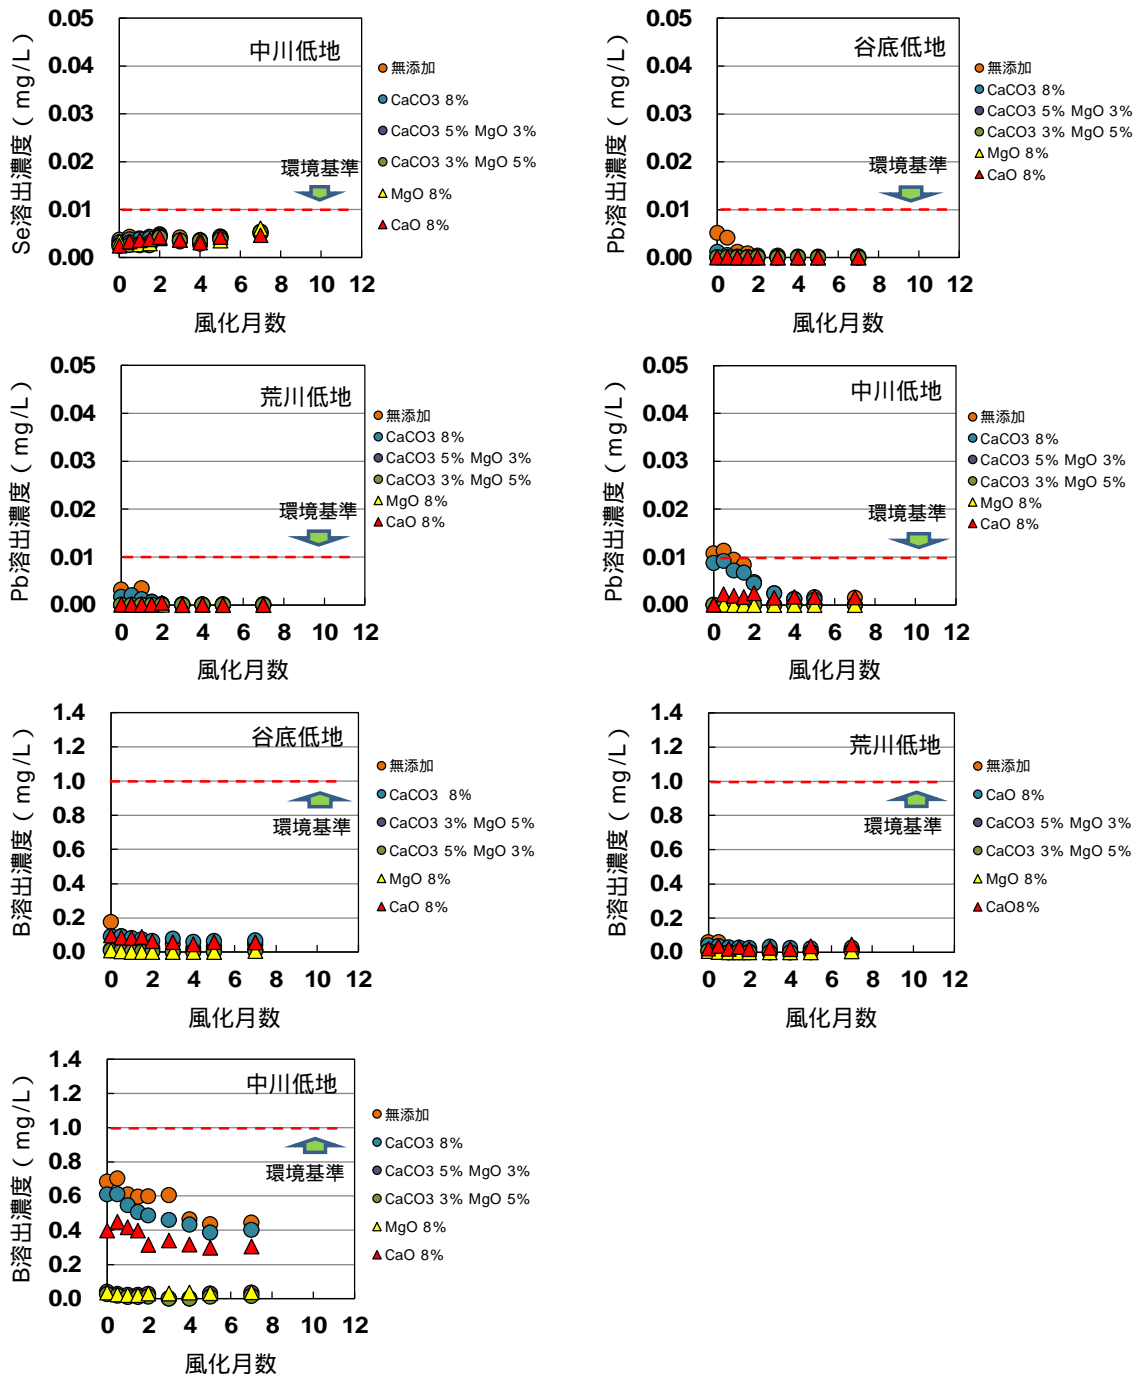 Se溶出濃度（mg/L）
0.05
0.04
0.03
0.02
0.01
0.00
0 2 4 6 8 10 12
風化月数
中川低地
環境基準
無添加
CaCO3 8%
CaCO3 5% MgO 3%
CaCO3 3% MgO 5%
MgO 8%
CaO 8%
Pb溶出濃度（mg/L）
0.05
0.04
0.03
0.02
0.01
0.00
0 2 4 6 8 10 12
風化月数
谷底低地
環境基準
無添加
CaCO3 8%
CaCO3 5% MgO 3%
CaCO3 3% MgO 5%
MgO 8%
CaO 8%
Pb溶出濃度（mg/L）
0.05
0.04
0.03
0.02
0.01
0.00
0 2 4 6 8 10 12
風化月数
荒川低地
環境基準
無添加
CaCO3 8%
CaCO3 5% MgO 3%
CaCO3 3% MgO 5%
MgO 8%
CaO 8%
Pb溶出濃度（mg/L）
0.05
0.04
0.03
0.02
0.01
0.00
0 2 4 6 8 10 12
風化月数
中川低地
環境基準
無添加
CaCO3 8%
CaCO3 5% MgO 3%
CaCO3 3% MgO 5%
MgO 8%
CaO 8%
B溶出濃度（mg/L）
1.4
1.2
1.0
0.8
0.6
0.4
0.2
0.0
0 2 4 6 8 10 12
風化月数
谷底低地
環境基準
無添加
CaCO3 8%
CaCO3 3% MgO 5%
CaCO3 5% MgO 3%
MgO 8%
CaO 8%
B溶出濃度（mg/L）
1.4
1.2
1.0
0.8
0.6
0.4
0.2
0.0
0 2 4 6 8 10 12
風化月数
荒川低地
環境基準
無添加
CaO 8%
CaCO3 5% MgO 3%
CaCO3 3% MgO 5%
MgO 8%
CaO8%
B溶出濃度（mg/L）
1.4
1.2
1.0
0.8
0.6
0.4
0.2
0.0
0 2 4 6 8 10 12
風化月数
中川低地
環境基準
無添加
CaCO3 8%
CaCO3 5% MgO 3%
CaCO3 3% MgO 5%
MgO 8%
CaO 8%